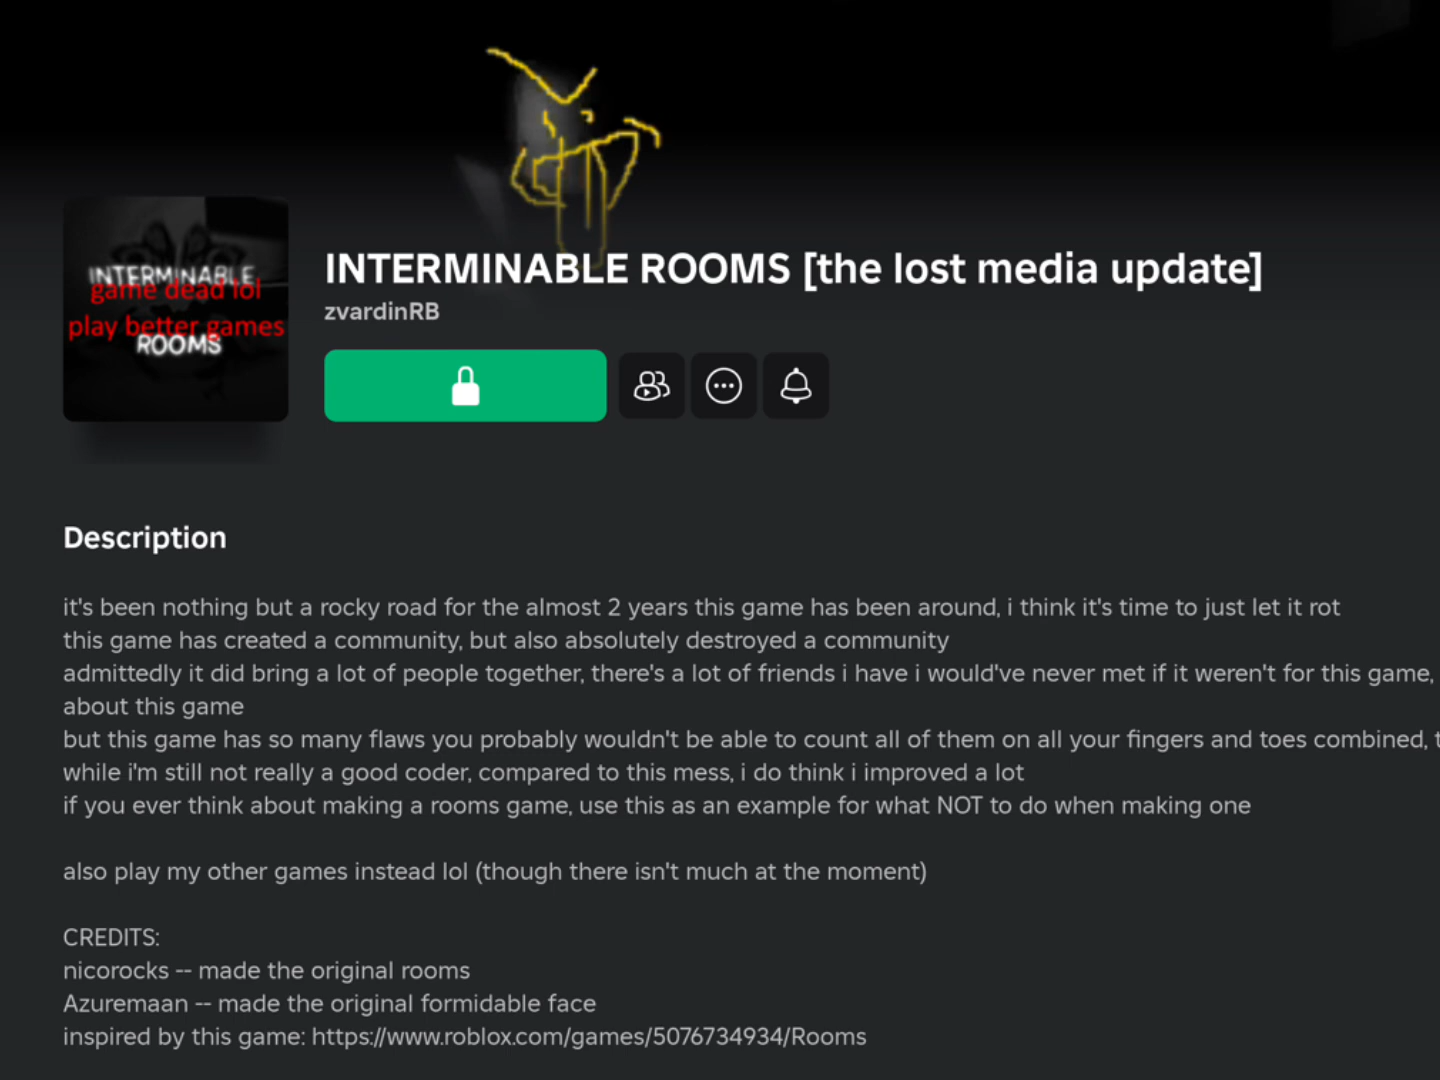 INTERMINABLE
game dead lol
play better games
ROOMS
INTERMINABLE ROOMS [the lost media update]
zvardinRB
Description
it's been nothing but a rocky road for the almost 2 years this game has been around, i think it's time to just let it rot
this game has created a community, but also absolutely destroyed a community
admittedly it did bring a lot of people together, there's a lot of friends i have i would've never met if it weren't for this game,
about this game
but this game has so many flaws you probably wouldn't be able to count all of them on all your fingers and toes combined,
while i'm still not really a good coder, compared to this mess, i do think i improved a lot
if you ever think about making a rooms game, use this as an example for what NOT to do when making one
also play my other games instead lol (though there isn't much at the moment)
CREDITS:
nicorocks -- made the original rooms
Azuremaan -- made the original formidable face
inspired by this game: https://www.roblox.com/games/5076734934/Rooms